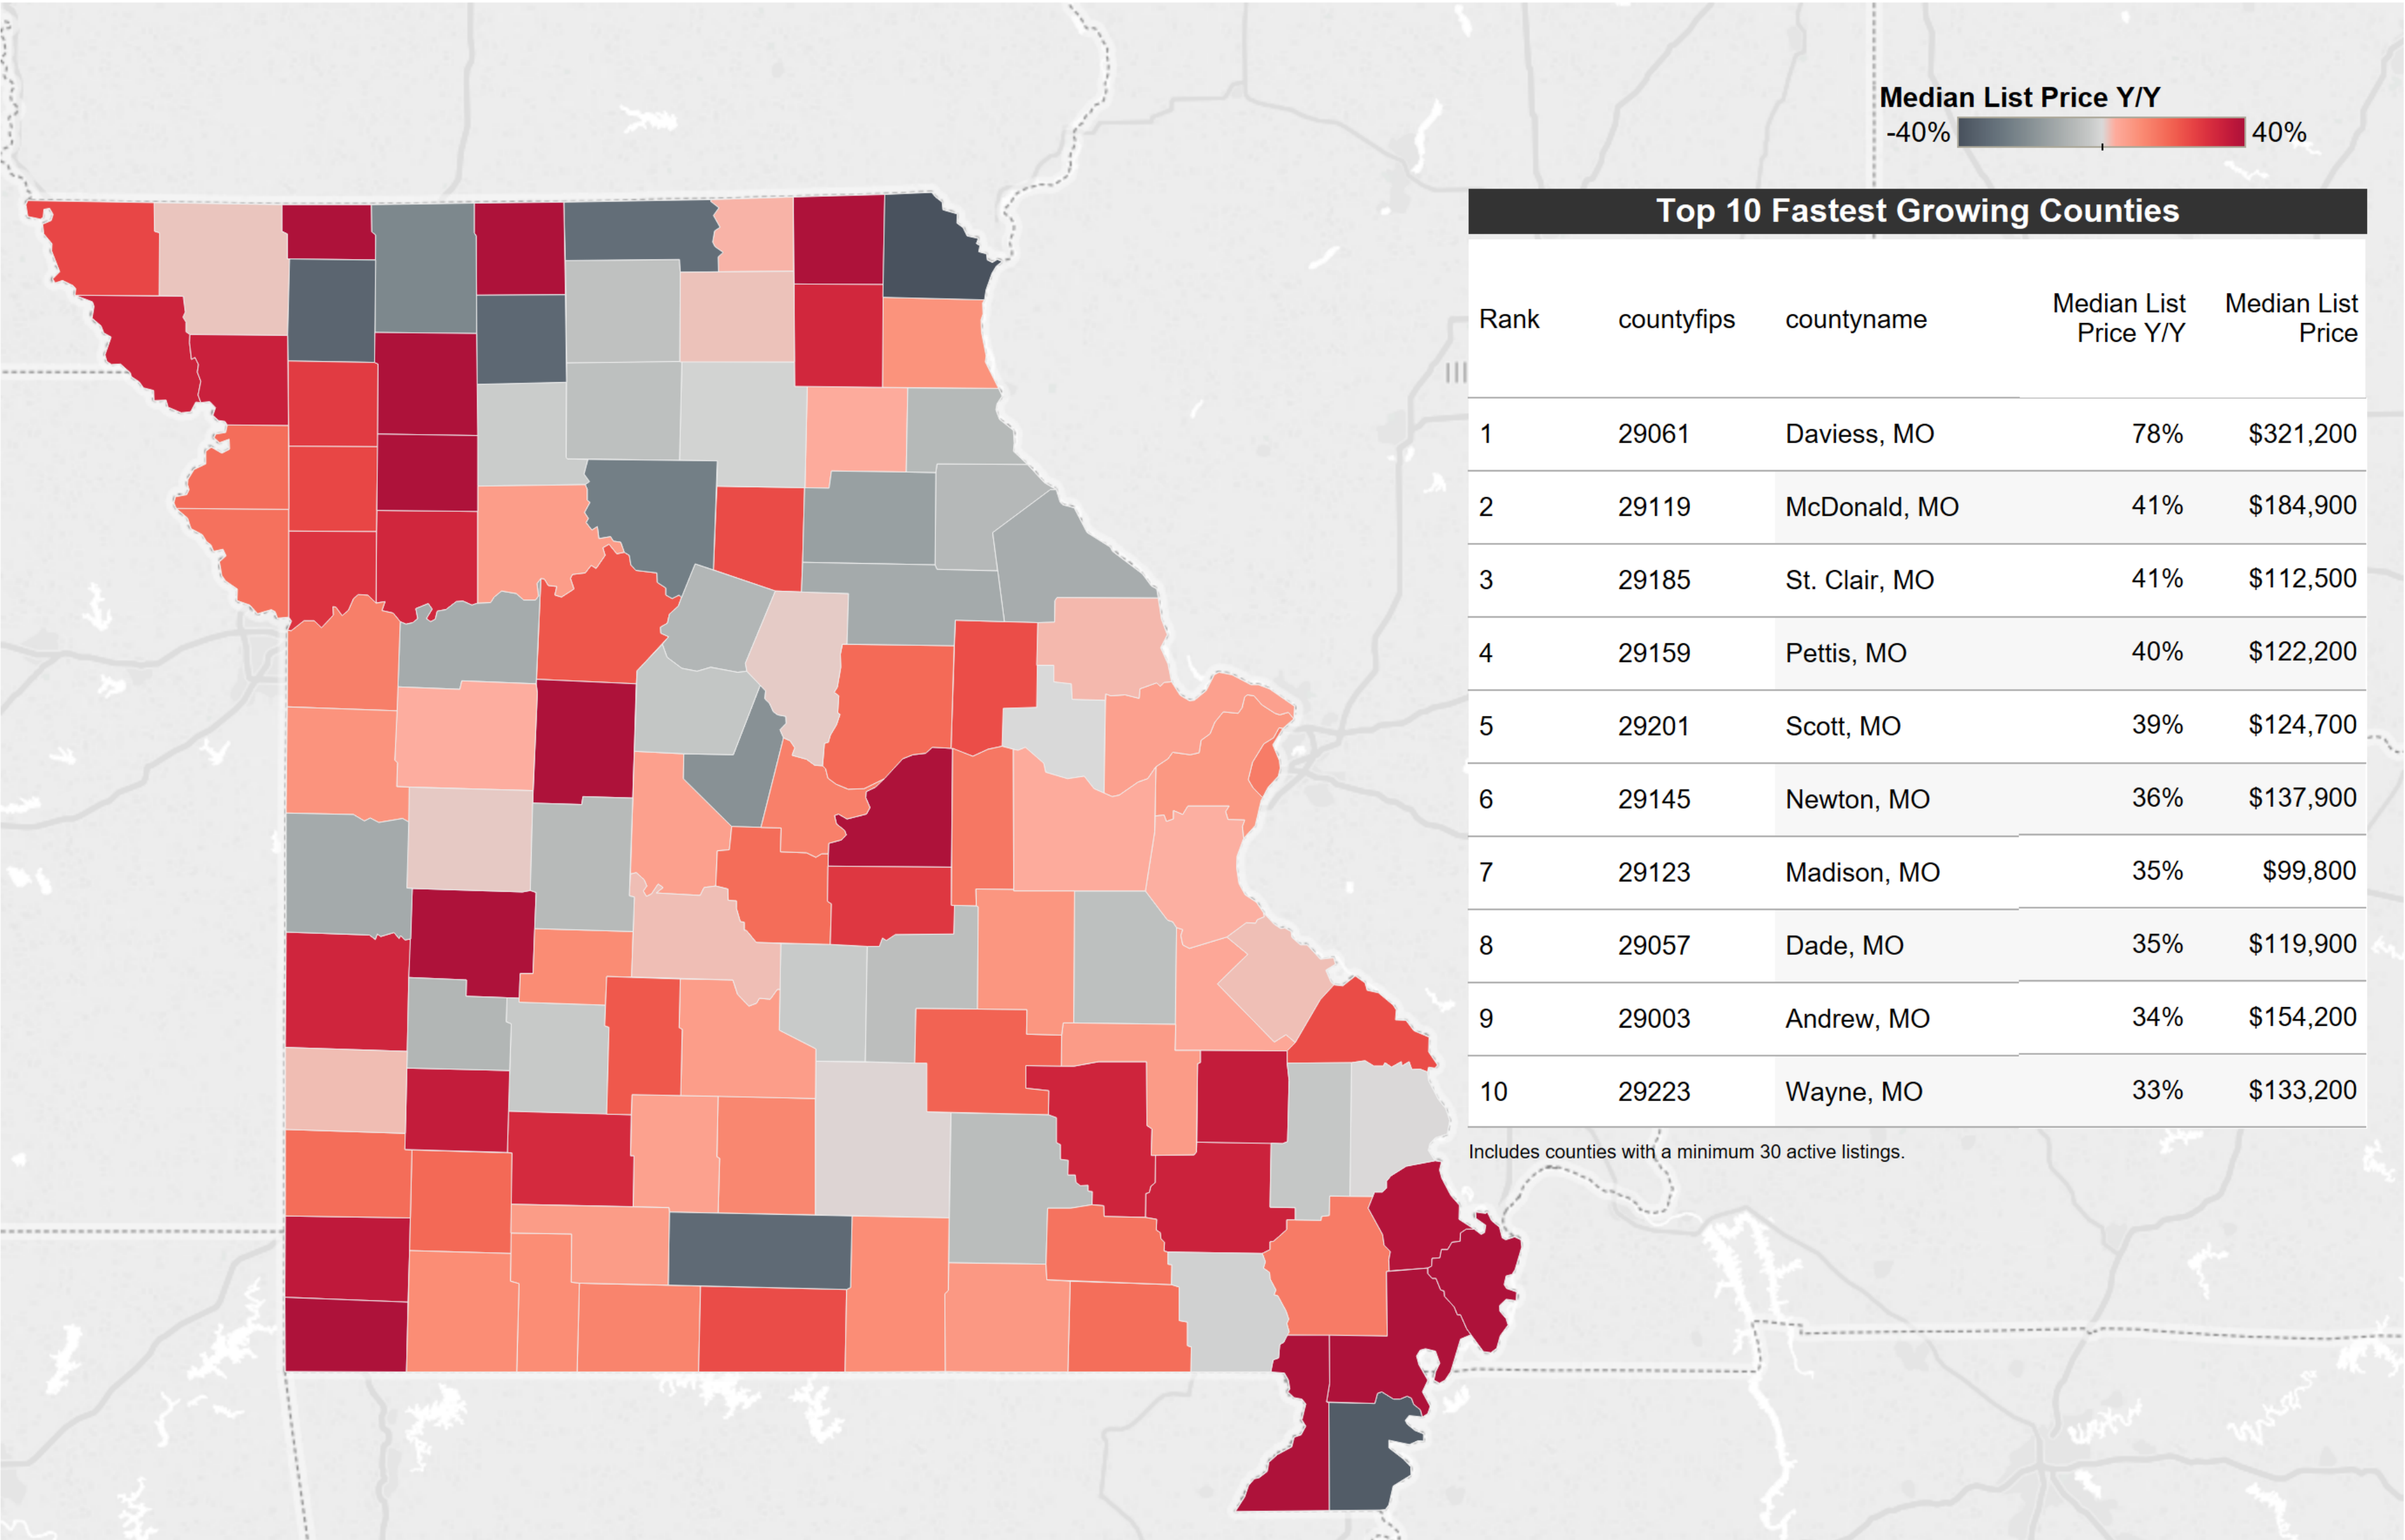 Median List Price Y/Y
-40% 40%
Top 10 Fastest Growing Counties
Rank countyfips countyname Median List Price Y/Y Median List Price
1 29061 Daviess, MO 78% $321,200
2 29119 McDonald, MO 41% $184,900
3 29185 St. Clair, MO 41% $112,500
4 29159 Pettis, MO 40% $122,200
5 29201 Scott, MO 39% $124,700
6 29145 Newton, MO 36% $137,900
7 29123 Madison, MO 35% $99,800
8 29057 Dade, MO 35% $119,900
9 29003 Andrew, MO 34% $154,200
10 29223 Wayne, MO 33% $133,200
Includes counties with a minimum 30 active listings.